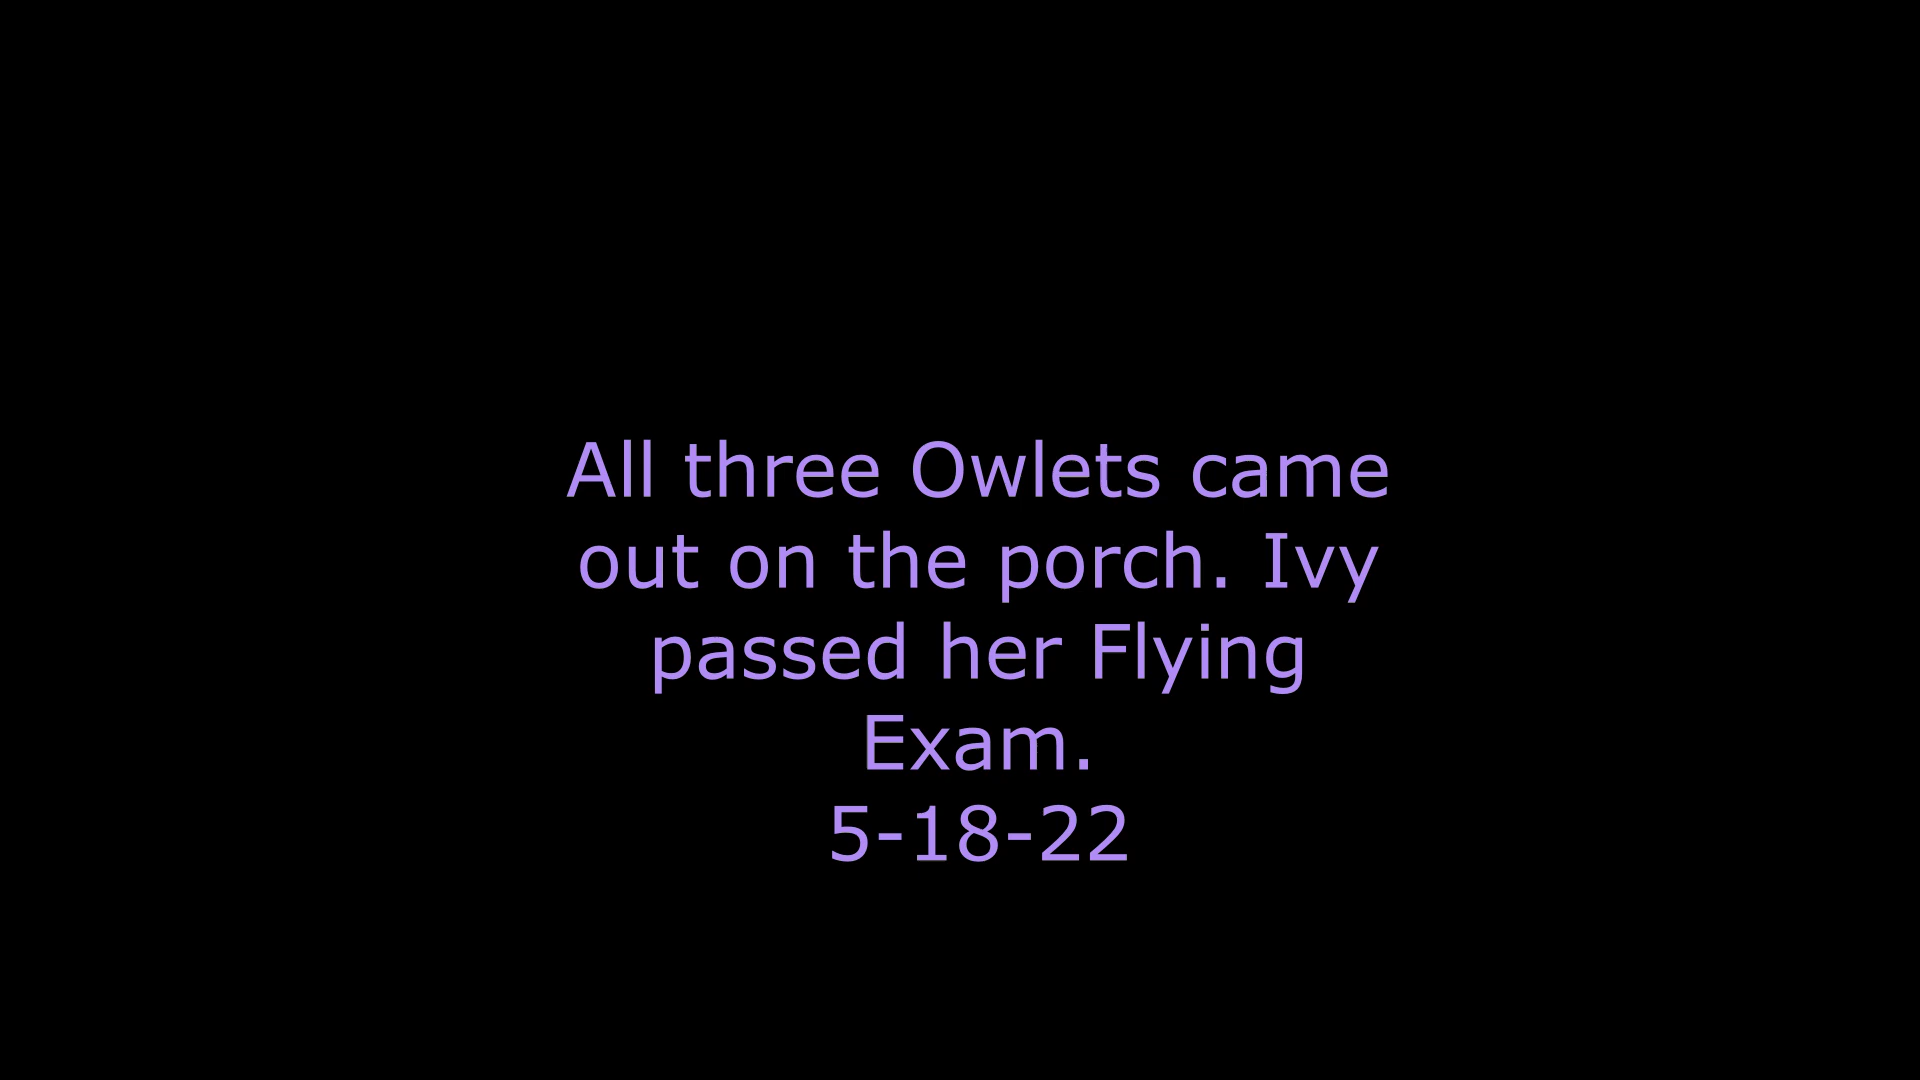 All three Owlets came
out on the porch. Ivy
passed her Flying
Exam.
5-18-22